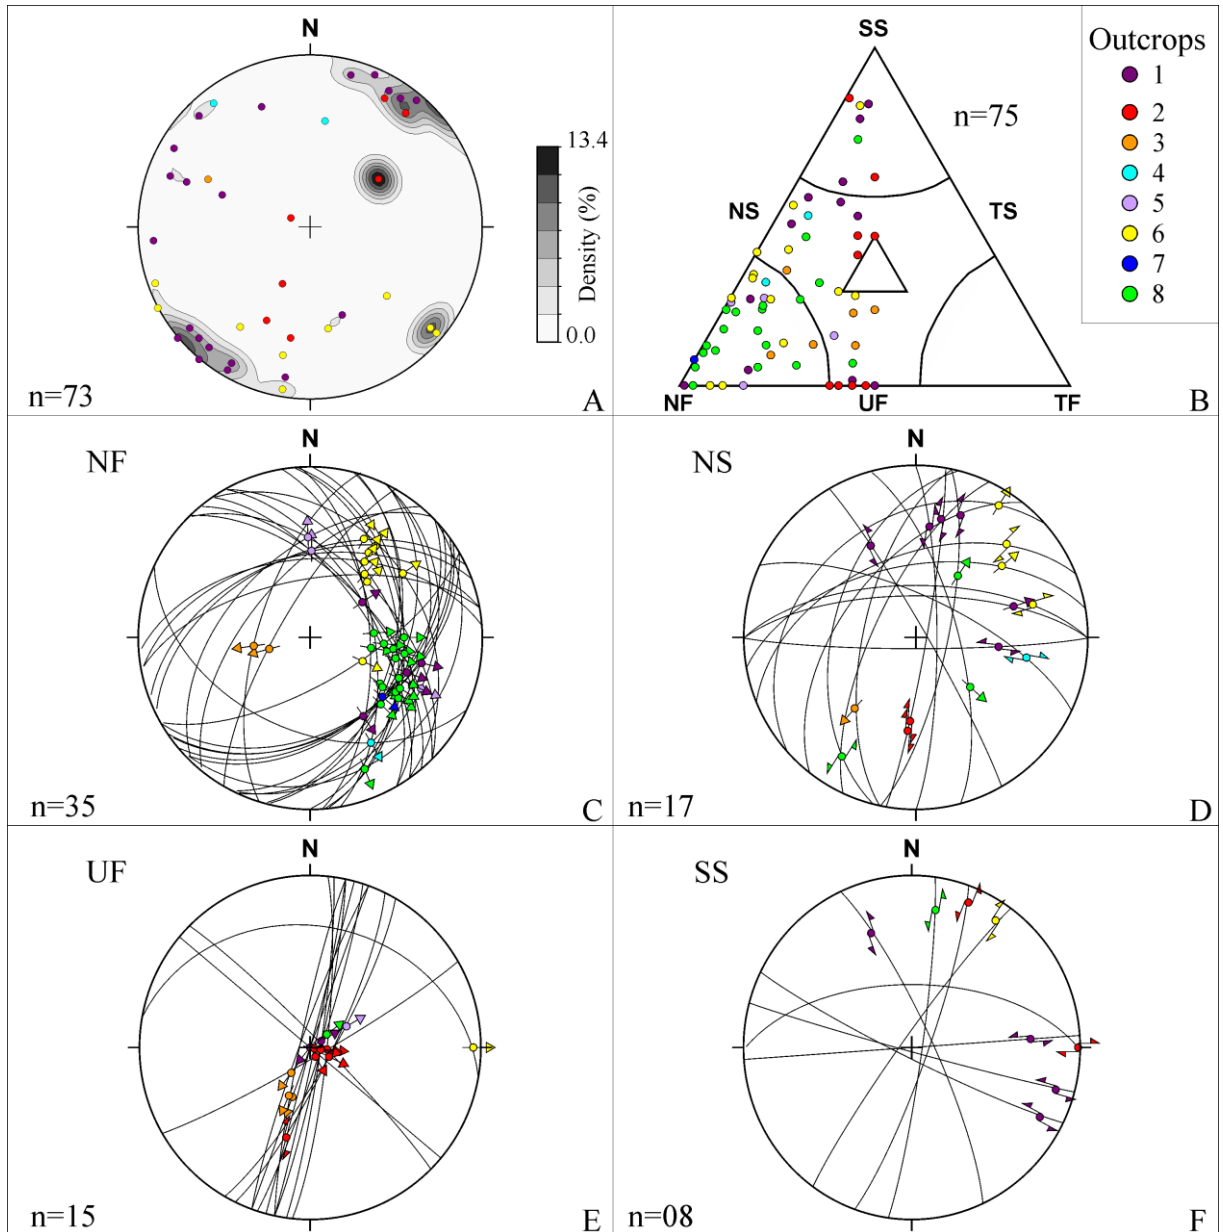 N
13.4
Density (%)
0.0
n=73
A
SS
n=75
NS
TS
NF
UF
TF
B
Outcrops
1
2
3
4
5
6
7
8
N
NF
n=35
C
N
NS
n=17
D
N
UF
n=15
E
N
SS
n=08
F